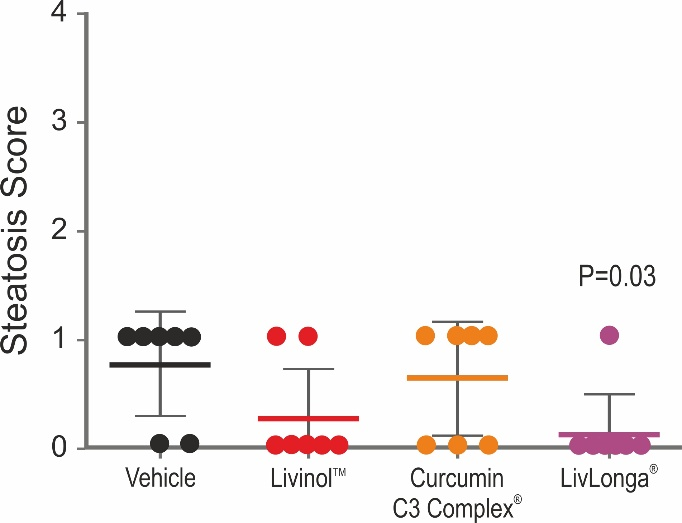 Steatosis Score
4
3
2
1
0
P=0.03
Vehicle
Livinol™
Curcumin
C3 Complex®
LivLonga®